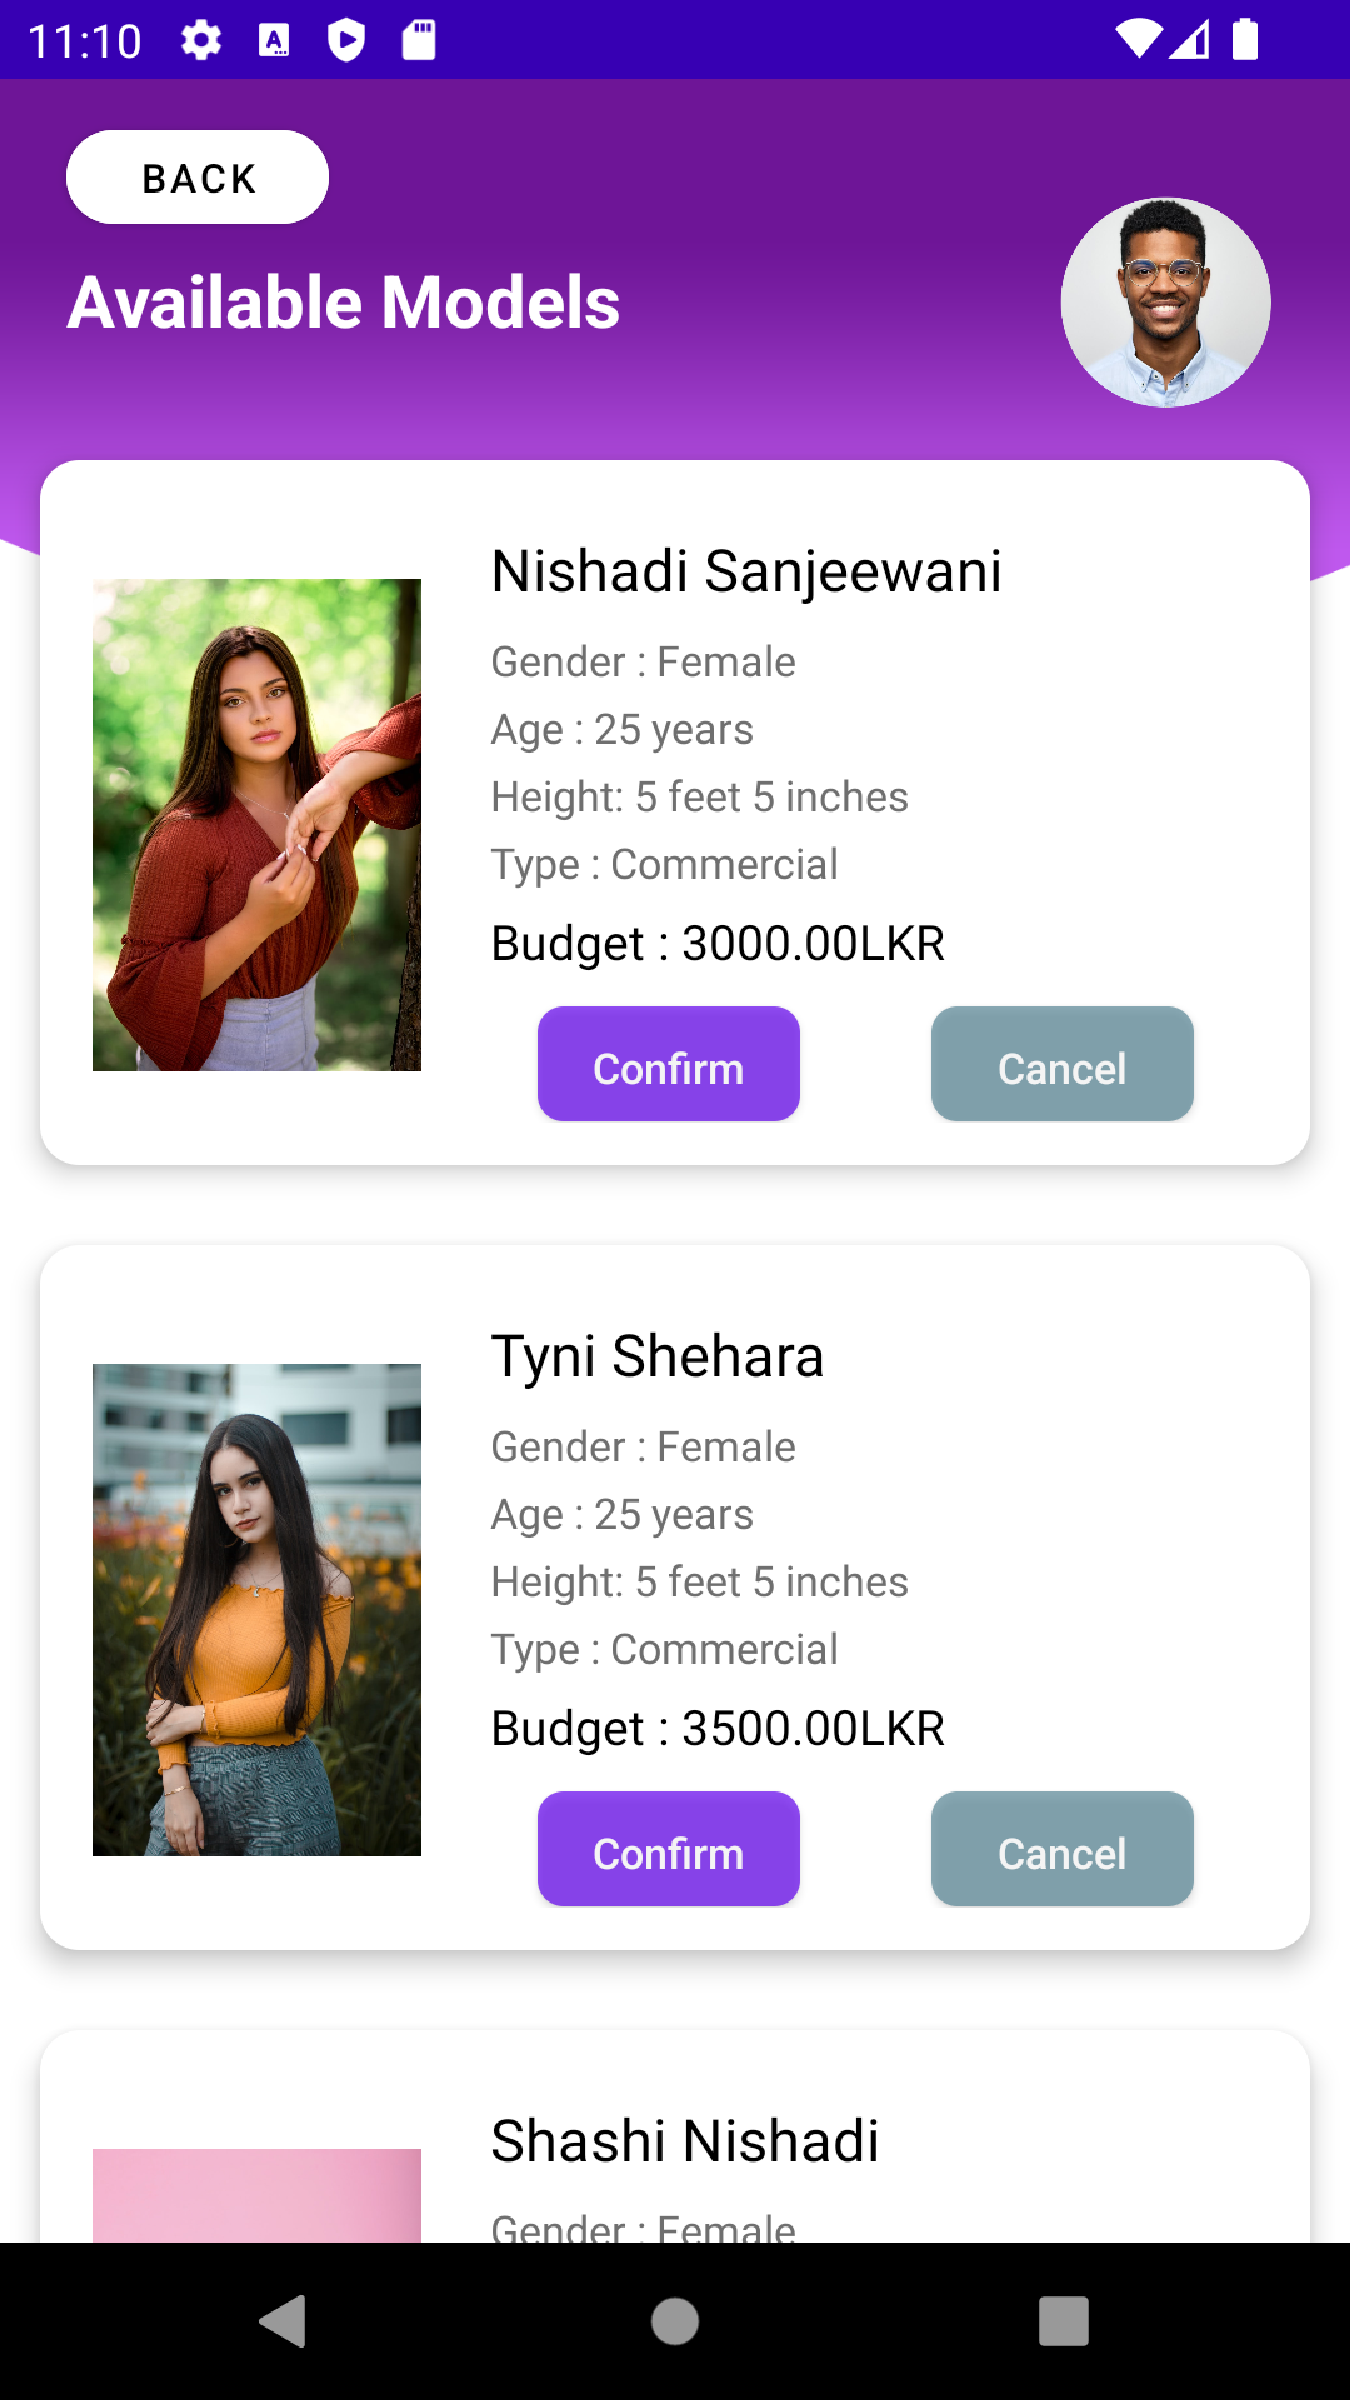 11:10
BACK
Available Models
Nishadi Sanjeewani
Gender : Female
Age : 25 years
Height: 5 feet 5 inches
Type : Commercial
Budget : 3000.00LKR
Confirm Cancel
Tyni Shehara
Gender : Female
Age : 25 years
Height: 5 feet 5 inches
Type : Commercial
Budget : 3500.00LKR
Confirm Cancel
Shashi Nishadi
Gender : Female